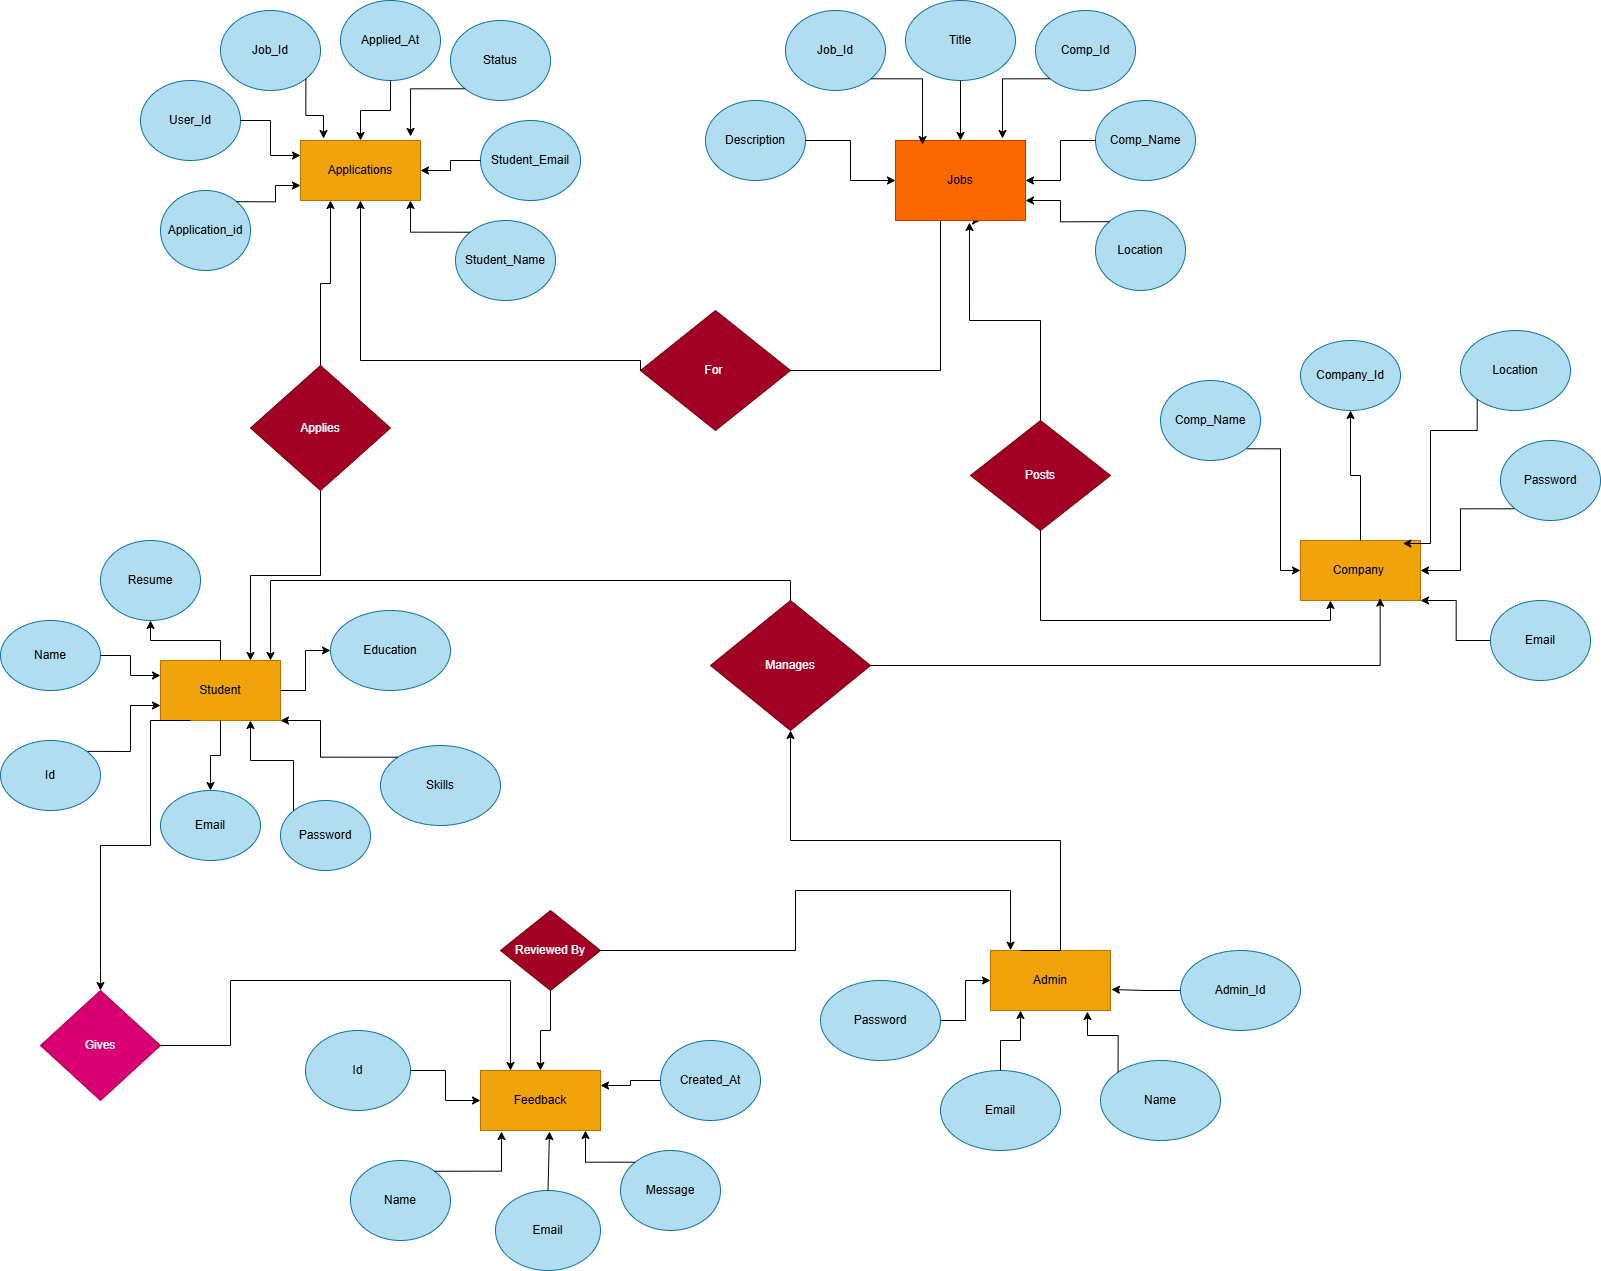 Applied_At
Title
Job_Id
Status
Job_Id
Comp_Id
User_Id
Description
Comp_Name
Student_Email
Applications
Jobs
Application_id
Student_Name
Location
For
Company_Id
Location
Comp_Name
Applies
Posts
Password
Company
Resume
Name
Education
Email
Manages
Student
Id
Skills
Email
Password
Reviewed By
Admin
Admin_Id
Password
Gives
Id
Created_At
Feedback
Email
Name
Name
Message
Email